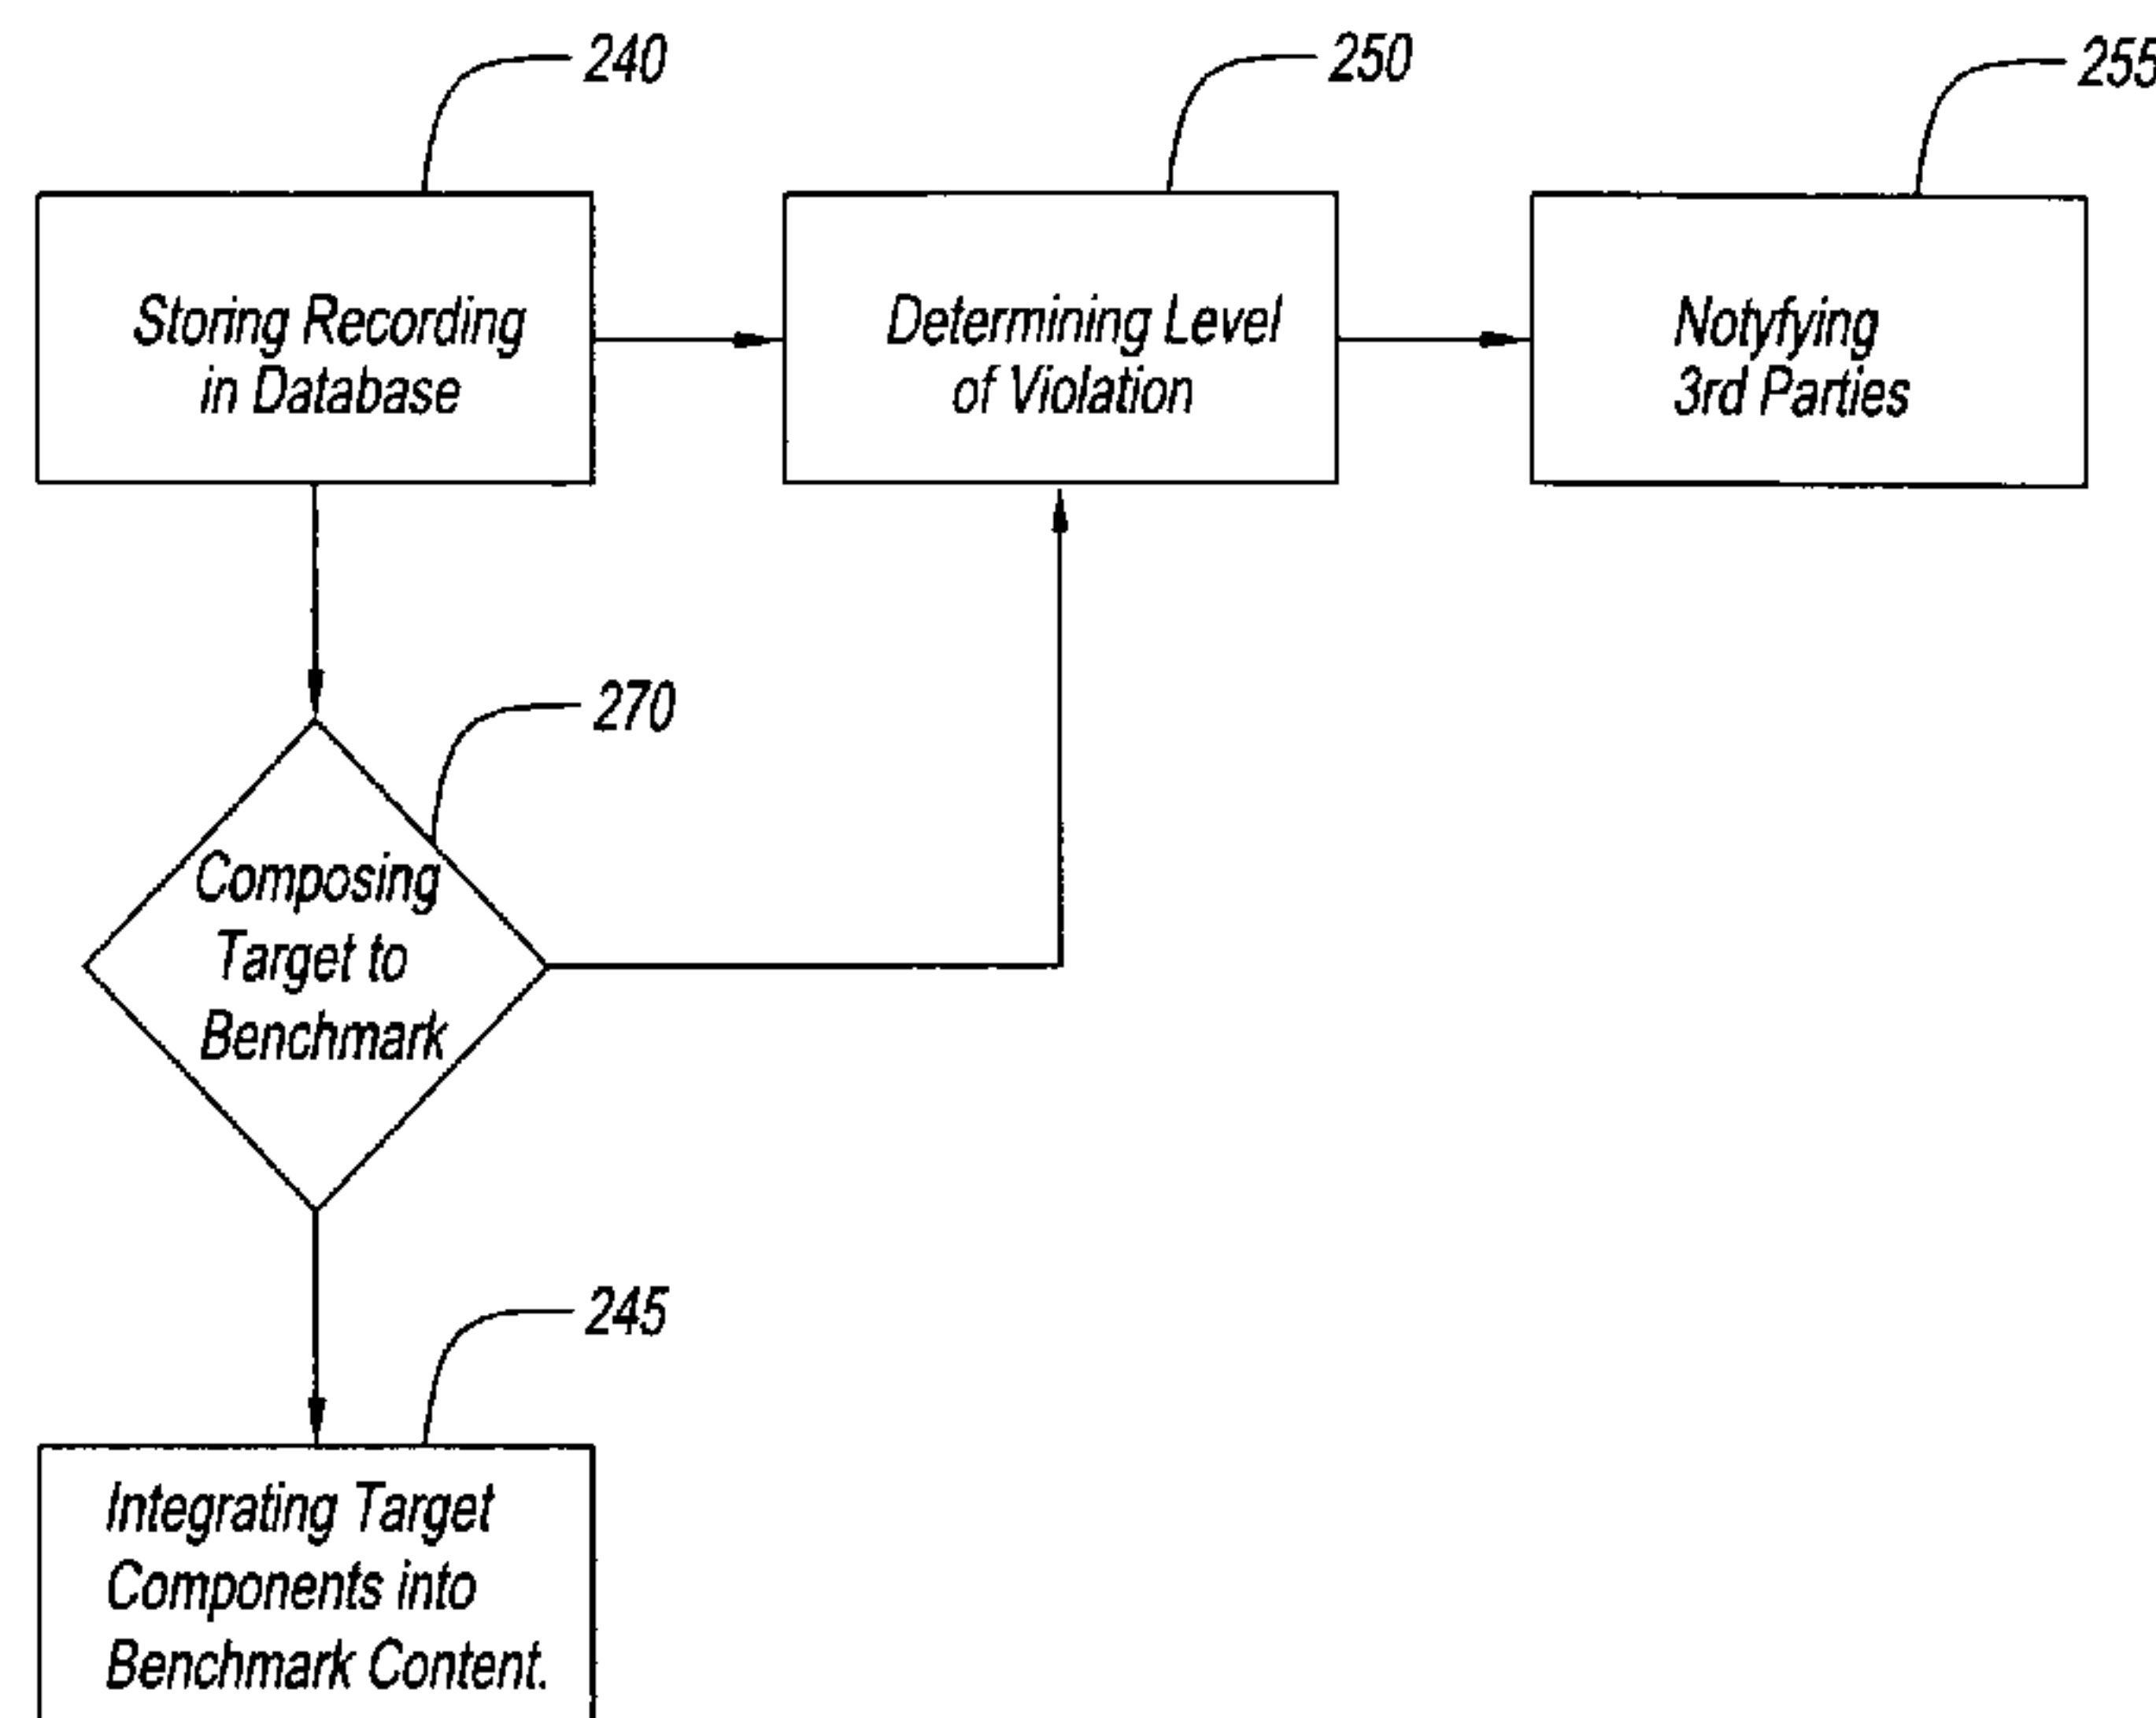 240
250
255
Storing Recording
in Database
Determining Level
of Violation
Notyfying
3rd Parties
270
Composing
Target to
Benchmark
245
Integrating Target
Components into
Benchmark Content.